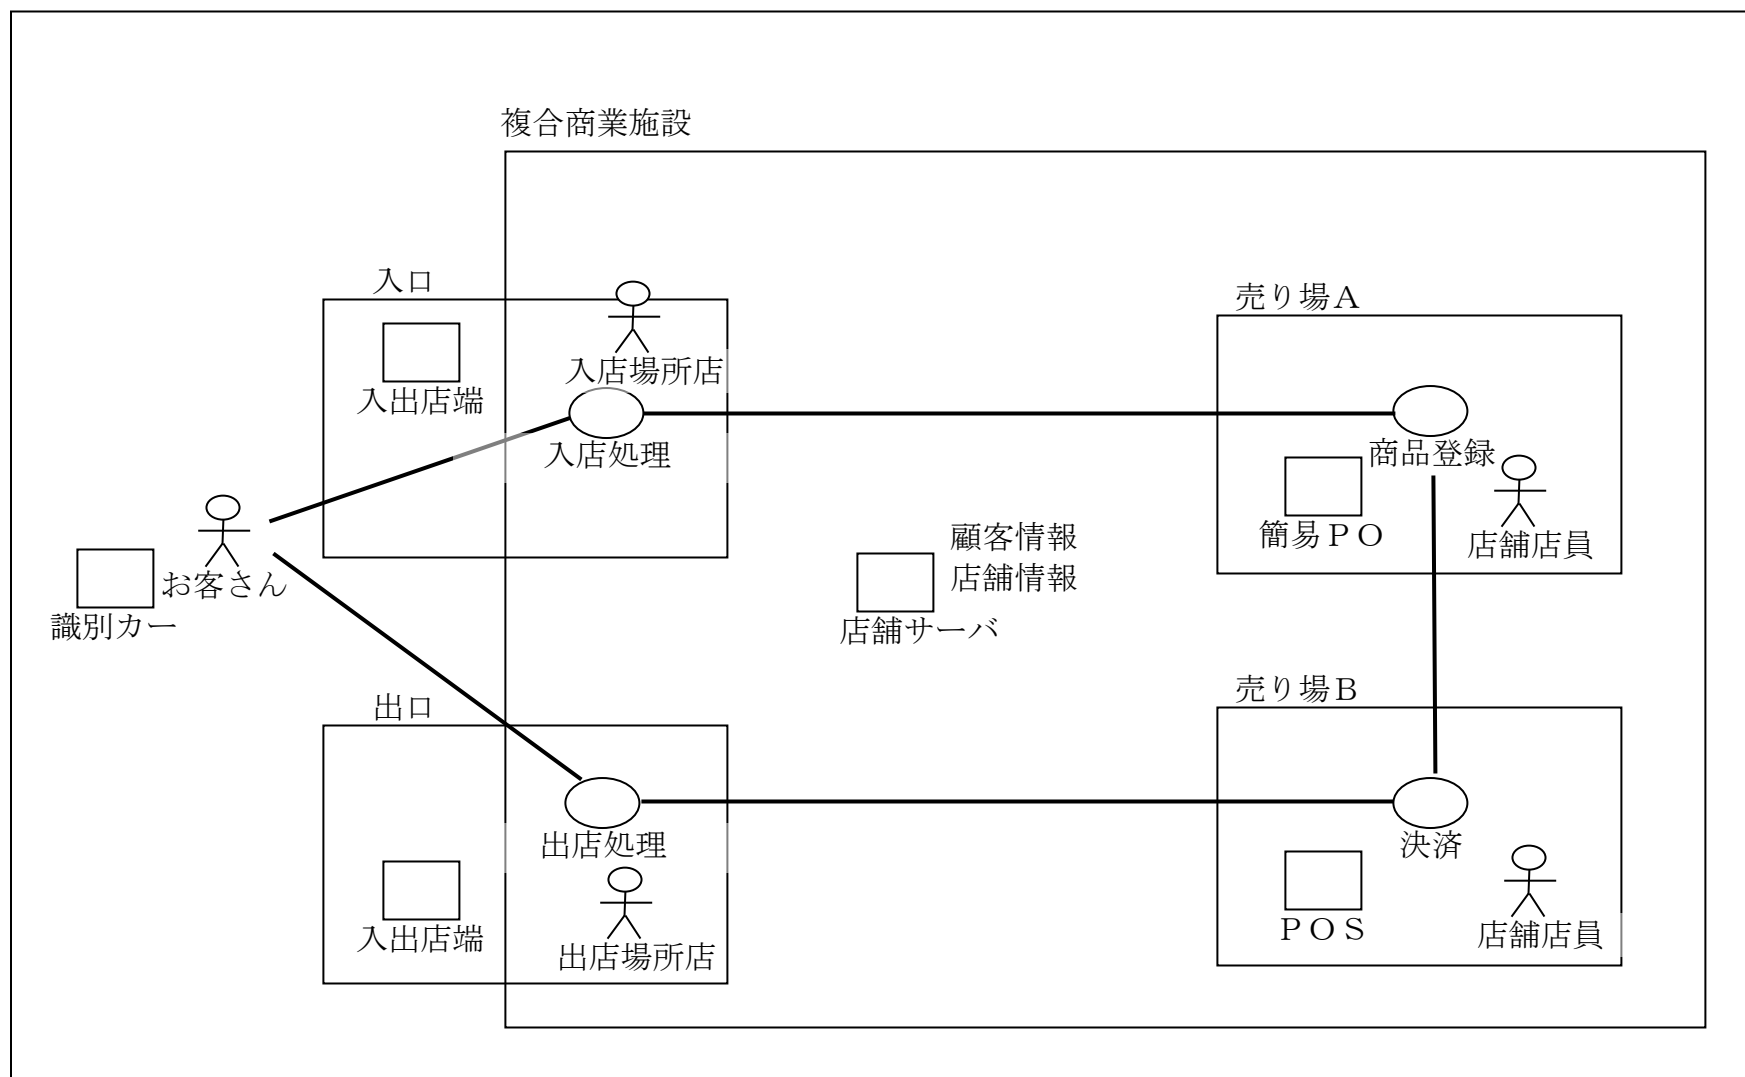 複合商業施設
入口
売り場A
入店場所店
入出店端
入店処理
商品登録
簡易PO
店舗店員
顧客情報
店舗情報
店舗サーバ
お客さん
識別カー
出口
売り場B
出店処理
決済
入出店端
出店場所店
POS
店舗店員